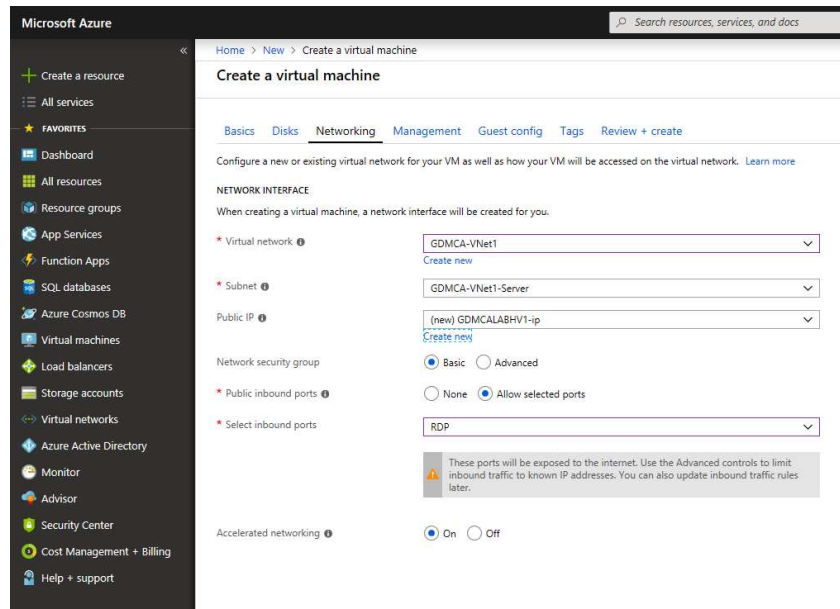 Microsoft Azure
Search resources, services, and docs
Home > New > Create a virtual machine
Create a virtual machine
Create a resource
All services
FAVORITES
Dashboard
All resources
Resource groups
App Services
Function Apps
SQL databases
Azure Cosmos DB
Virtual machines
Load balancers
Storage accounts
Virtual networks
Azure Active Directory
Monitor
Advisor
Security Center
Cost Management + Billing
Help + support
Basics Disks Networking Management Guest config Tags Review + create
Configure a new or existing virtual network for your VM as well as how your VM will be accessed on the virtual network. Learn more
NETWORK INTERFACE
When creating a virtual machine, a network interface will be created for you.
* Virtual network
GDMCA-VNet1
Create new
* Subnet
GDMCA-VNet1-Server
Public IP
(new) GDMCALABHV1-ip
Create new
Network security group
Basic Advanced
* Public inbound ports
None Allow selected ports
* Select inbound ports
RDP
These ports will be exposed to the internet. Use the Advanced controls to limit
inbound traffic to known IP addresses. You can also update inbound traffic rules
later.
Accelerated networking
On Off